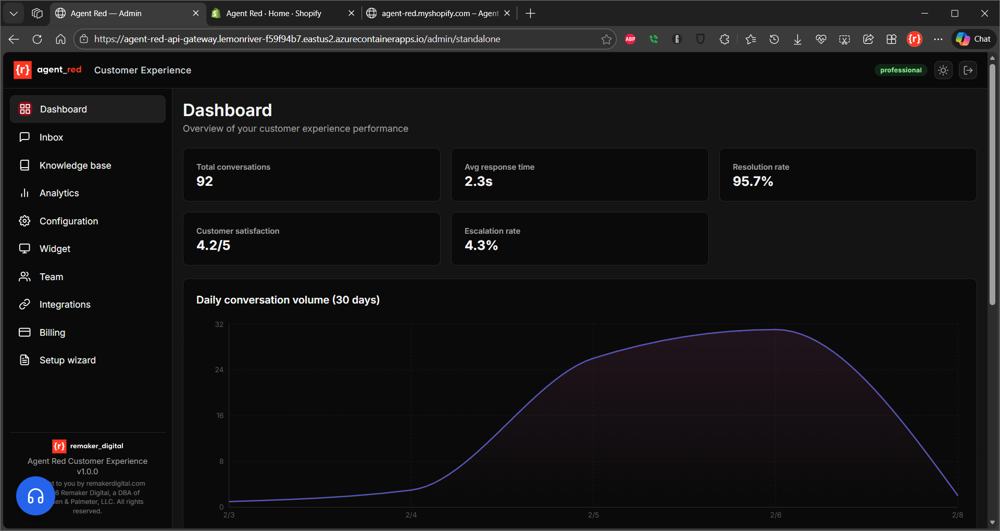 Agent Red — Admin
Agent Red · Home · Shopify
agent-red.myshopify.com – Agent
https://agent-red-api-gateway.lemonriver-f59f94b7.eastus2.azurecontainerapps.io/admin/standalone
ABP
{r}
Chat
{r} agent_red
Customer Experience
professional
Dashboard
Inbox
Knowledge base
Analytics
Configuration
Widget
Team
Integrations
Billing
Setup wizard
{r} remaker_digital
Agent Red Customer Experience
v1.0.0
to you by remakerdigital.com
6 Remaker Digital, a DBA of
& Palmeter, LLC. All rights
reserved.
Dashboard
Overview of your customer experience performance
Total conversations
92
Avg response time
2.3s
Resolution rate
95.7%
Customer satisfaction
4.2/5
Escalation rate
4.3%
Daily conversation volume (30 days)
32
24
16
8
0
2/3
2/4
2/5
2/6
2/8